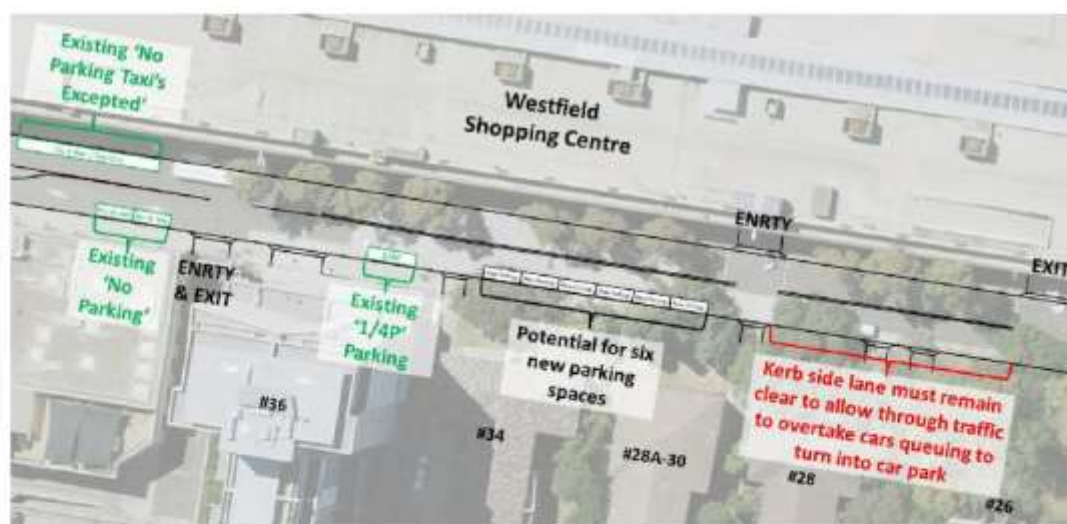 Existing 'No
Parking Taxi's
Excepted'
Westfield
Shopping Centre
ENRTY
EXIT
Existing
'No
Parking'
ENRTY
& EXIT
Existing
'1/4P'
Parking
Potential for six
new parking
spaces
Kerb side lane must remain
clear to allow through traffic
to overtake cars queuing to
turn into car park
#36
#34
#28A-30
#28
#26